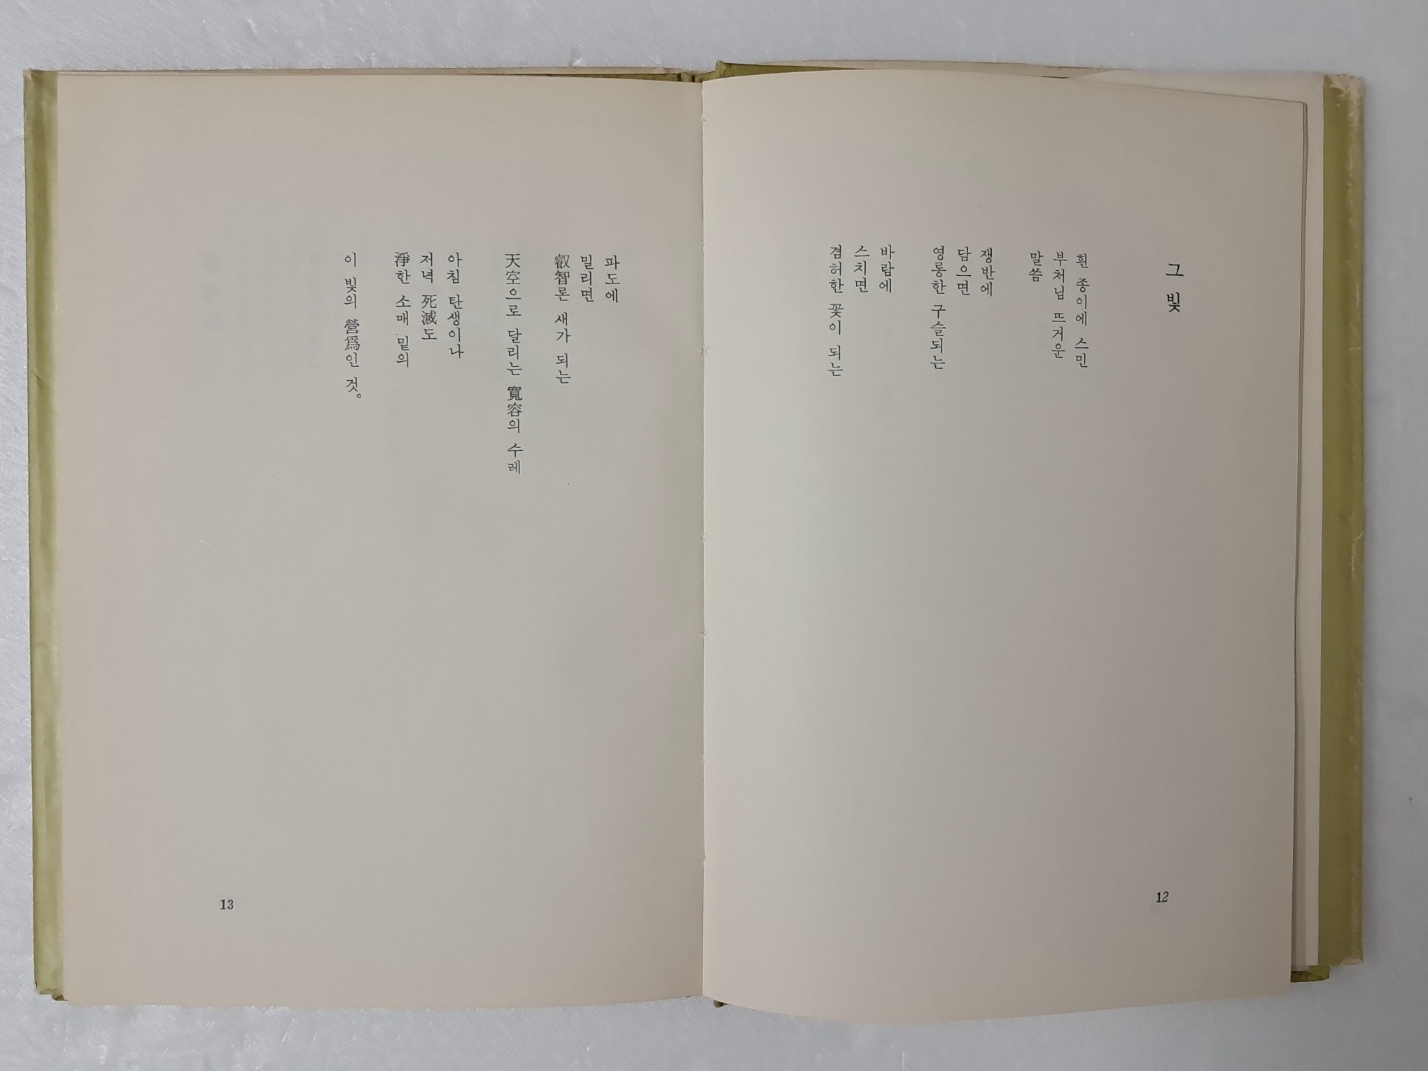 그 빛
흰 종이에 스민
부처님 뜨거운
말씀
쟁반에
담으면
영롱한 구슬되는
바람에
스치면
겸허한 꽃이 되는
12
파도에
밀리면
叡智론 새가 되는
天空으로 달리는 寬容의 수레
아침 탄생이나
저녁 死滅도
淨한 소매 밑의
이 빛의 營爲인 것。
13